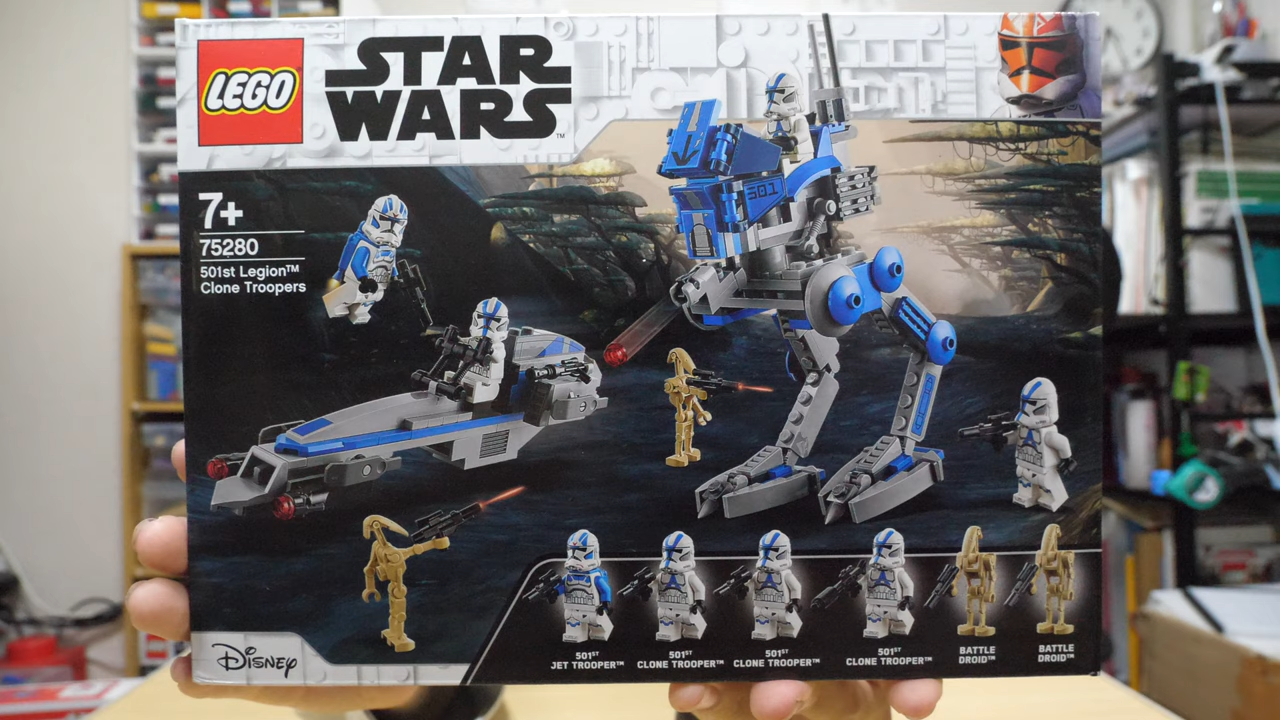 LEGO
STAR
WARS™
7+
75280
501st Legion™
Clone Troopers
501
Disney
501ST
JET TROOPER™
501ST
CLONE TROOPER™
501ST
CLONE TROOPER™
501ST
CLONE TROOPER™
BATTLE
DROID™
BATTLE
DROID™